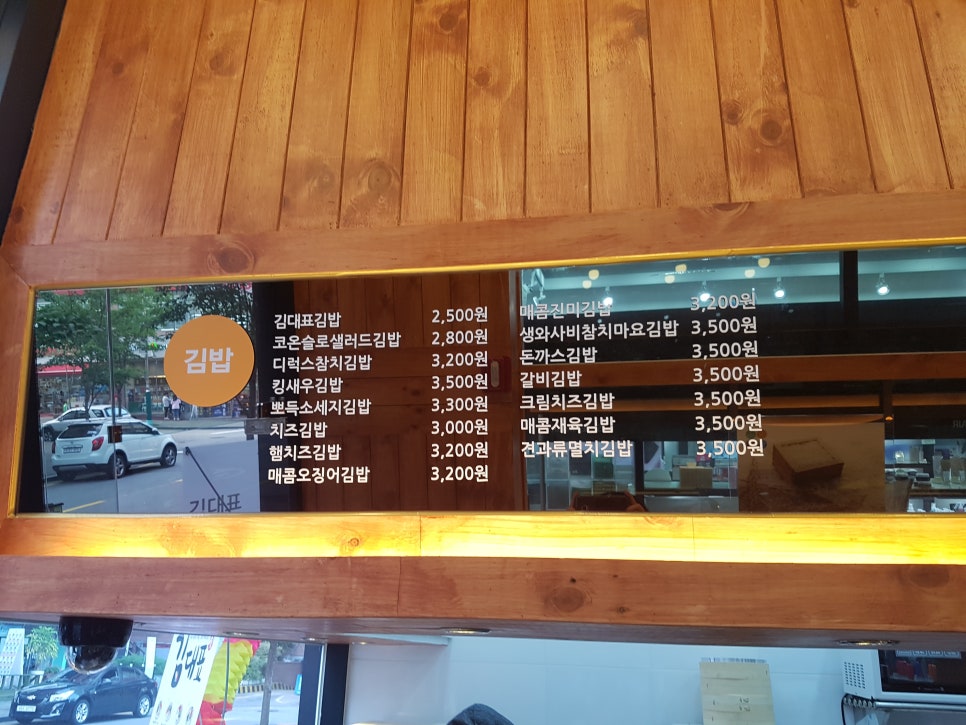 김밥
김대표김밥 2,500원
코온슬로샐러드김밥 2,800원
디럭스참치김밥 3,200원
킹새우김밥 3,500원
뽀득소세지김밥 3,300원
치즈김밥 3,000원
햄치즈김밥 3,200원
매콤오징어김밥 3,200원
매콤진미김밥 3,200원
생와사비참치마요김밥 3,500원
돈까스김밥 3,500원
갈비김밥 3,500원
크림치즈김밥 3,500원
매콤재육김밥 3,500원
견과류멸치김밥 3,500원
김대표
김대표